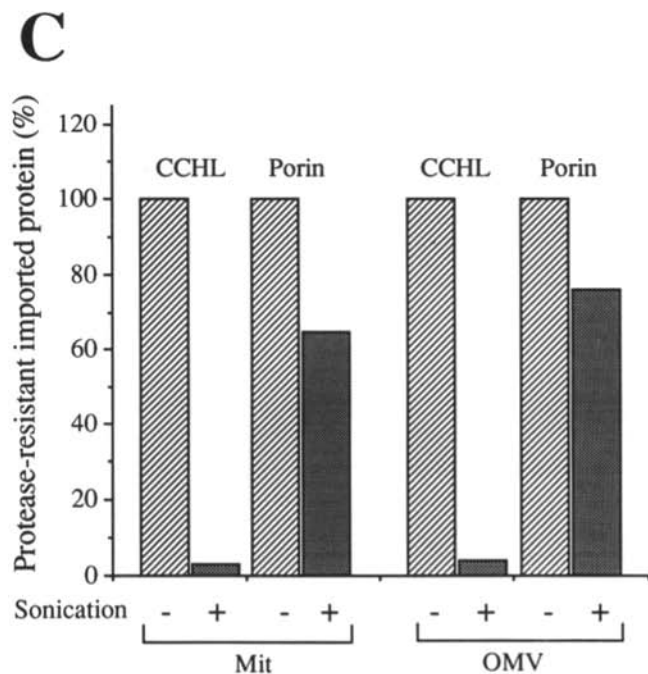 C
Protease-resistant imported protein (%)
120
100
80
60
40
20
0
CCHL Porin CCHL Porin
Sonication - + - + - + - +
Mit OMV